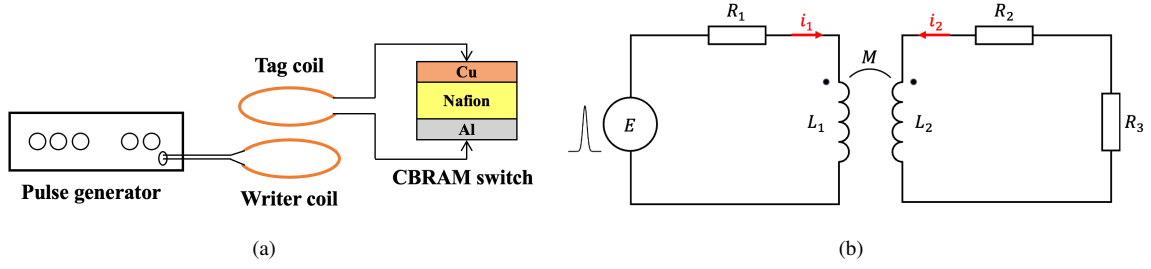 Tag coil
Cu
Nafion
Al
Pulse generator
Writer coil
CBRAM switch
(a)
R1
i1
i2
R2
M
E
L1
L2
R3
(b)